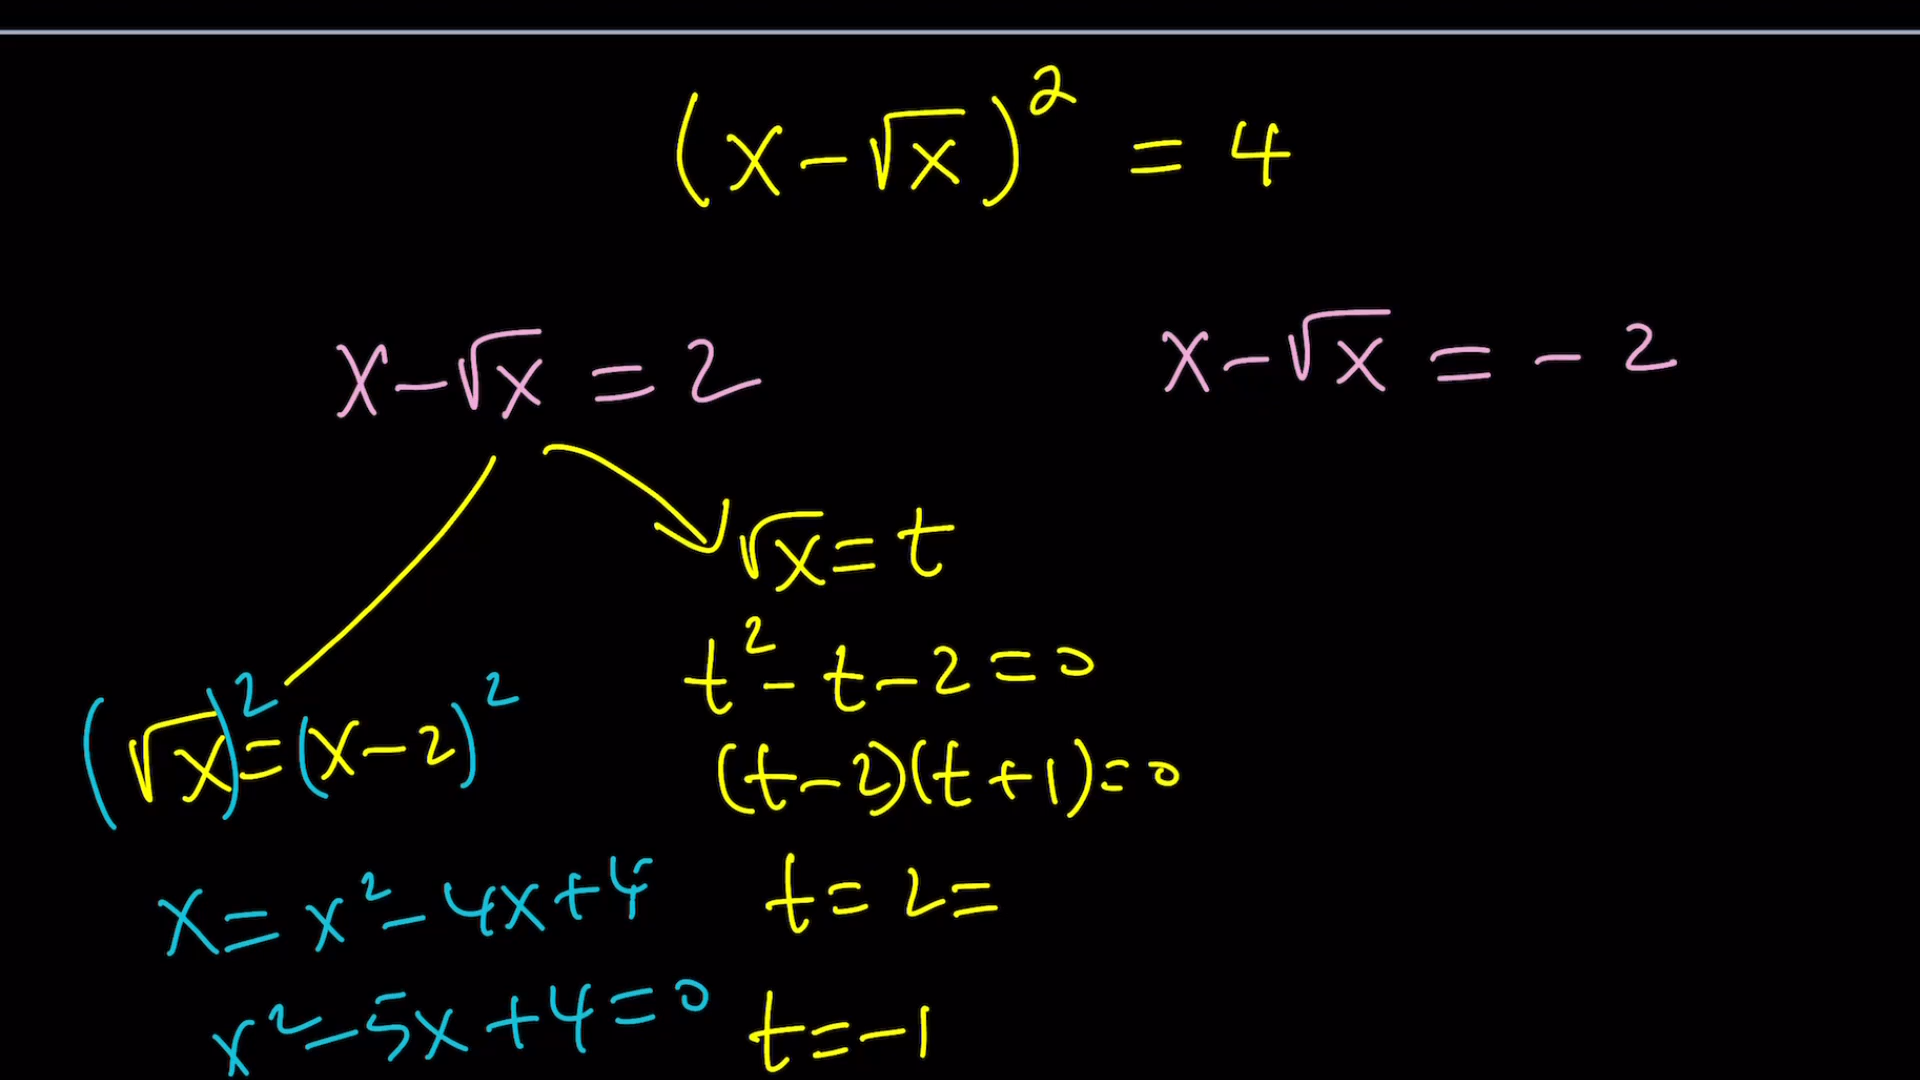 (x-√x)² = 4
x-√x = 2
x-√x = -2
√x = t
t² - t - 2 = 0
(√x)² = (x-2)²
(t-2)(t+1) = 0
x = x² - 4x + 4
t = 2 =
x² - 5x + 4 = 0
t = -1